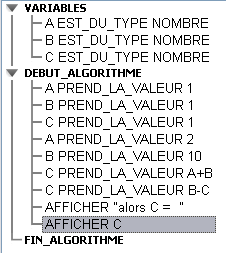 VARIABLES
A EST_DU_TYPE NOMBRE
B EST_DU_TYPE NOMBRE
C EST_DU_TYPE NOMBRE
DEBUT_ALGORITHME
A PREND_LA_VALEUR 1
B PREND_LA_VALEUR 1
C PREND_LA_VALEUR 1
A PREND_LA_VALEUR 2
B PREND_LA_VALEUR 10
C PREND_LA_VALEUR A+B
C PREND_LA_VALEUR B-C
AFFICHER "alors C =  "
AFFICHER C
FIN_ALGORITHME